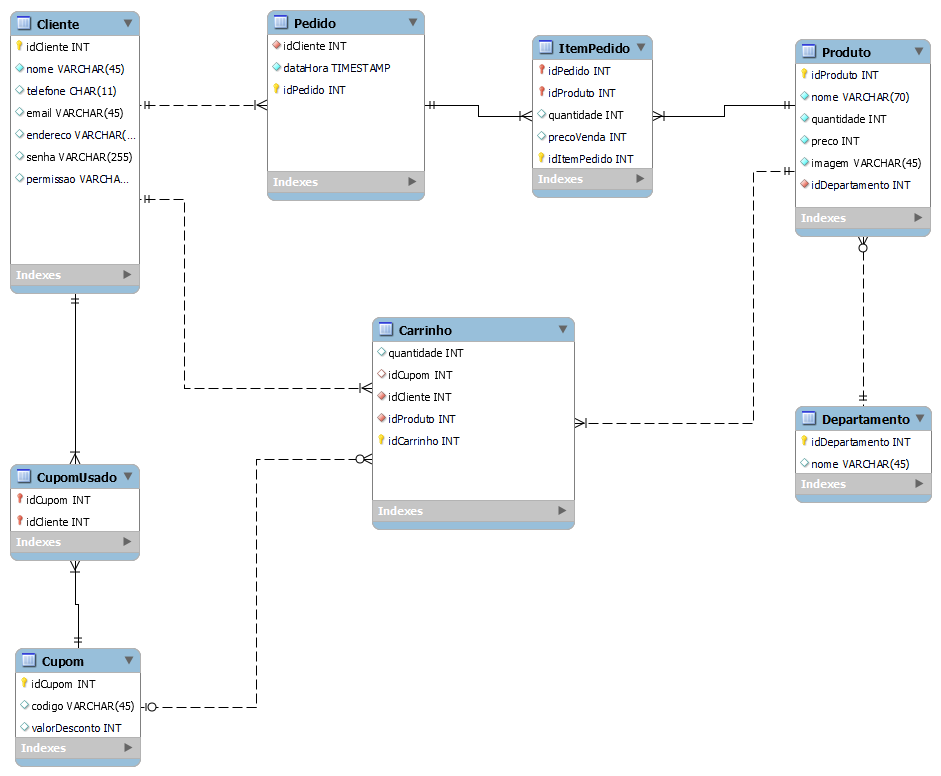 Cliente
idCliente INT
nome VARCHAR(45)
telefone CHAR(11)
email VARCHAR(45)
endereco VARCHAR(...
senha VARCHAR(255)
permissao VARCHA...
Indexes
Pedido
idCliente INT
dataHora TIMESTAMP
idPedido INT
Indexes
ItemPedido
idPedido INT
idProduto INT
quantidade INT
precoVenda INT
idItemPedido INT
Indexes
Produto
idProduto INT
nome VARCHAR(70)
quantidade INT
preco INT
imagem VARCHAR(45)
idDepartamento INT
Indexes
Carrinho
quantidade INT
idCupom INT
idCliente INT
idProduto INT
idCarrinho INT
Indexes
Departamento
idDepartamento INT
nome VARCHAR(45)
Indexes
CupomUsado
idCupom INT
idCliente INT
Indexes
Cupom
idCupom INT
codigo VARCHAR(45)
valorDesconto INT
Indexes